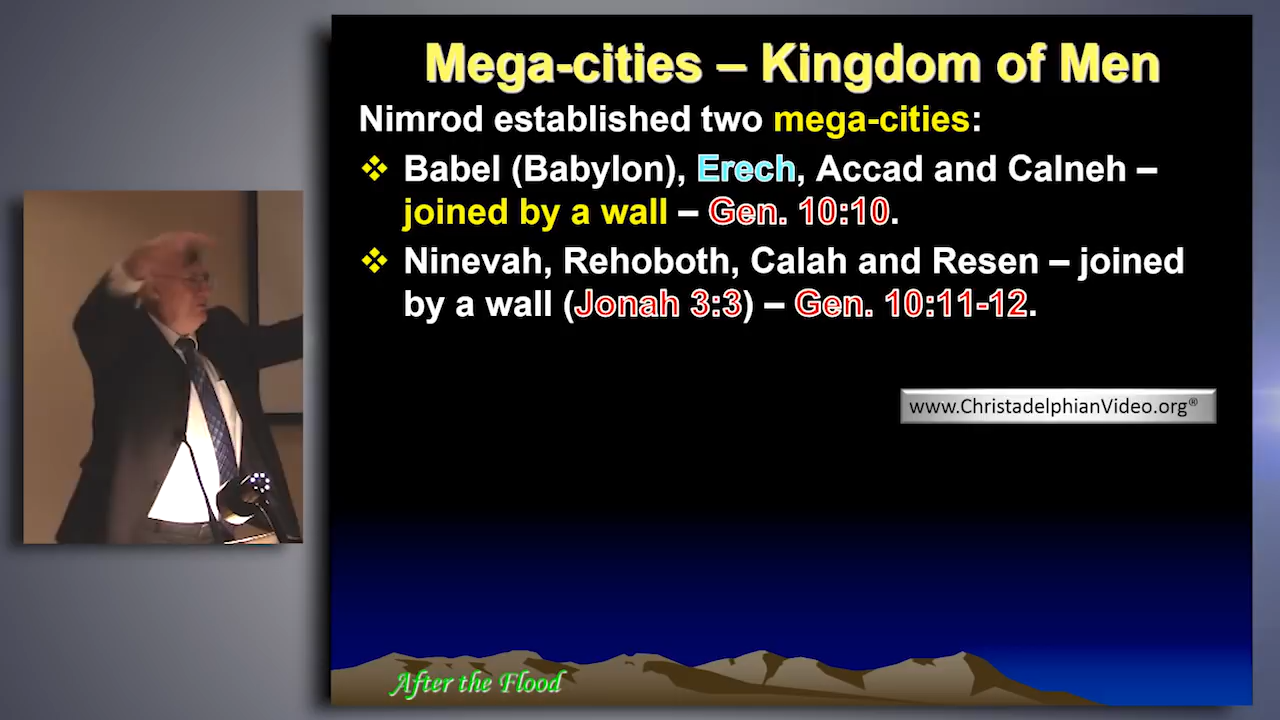 Mega-cities – Kingdom of Men
Nimrod established two mega-cities:
❖ Babel (Babylon), Erech, Accad and Calneh –
joined by a wall – Gen. 10:10.
❖ Ninevah, Rehoboth, Calah and Resen – joined
by a wall (Jonah 3:3) – Gen. 10:11-12.
www.ChristadelphianVideo.org®
After the Flood